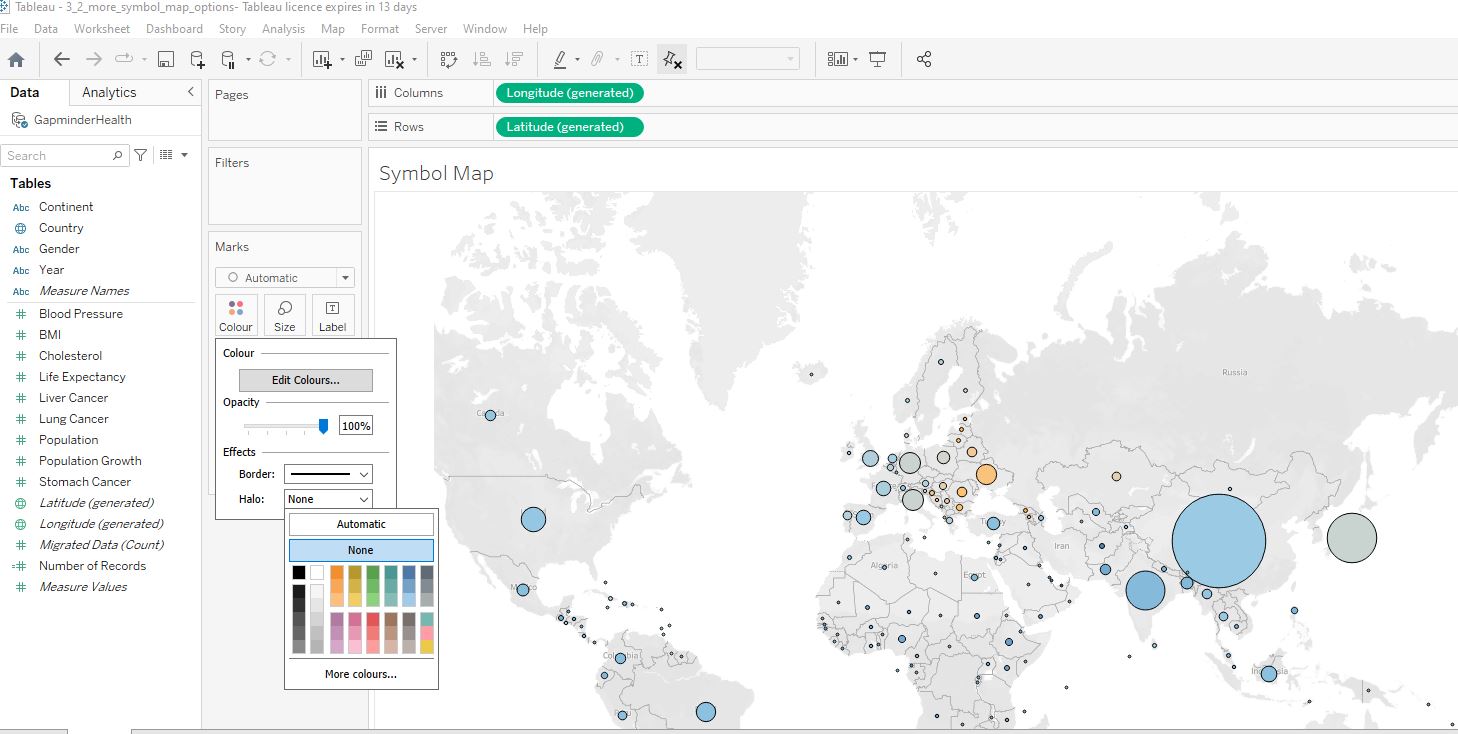 Tableau - 3_2_more_symbol_map_options- Tableau licence expires in 13 days
File Data Worksheet Dashboard Story Analysis Map Format Server Window Help
Data Analytics
GapminderHealth
Search
Tables
Abc Continent
Country
Abc Gender
Abc Year
Abc Measure Names
Blood Pressure
BMI
Cholesterol
Life Expectancy
Liver Cancer
Lung Cancer
Population
Population Growth
Stomach Cancer
Latitude (generated)
Longitude (generated)
Migrated Data (Count)
Number of Records
Measure Values
Pages
Filters
Marks
Automatic
Colour Size Label
Colour
Edit Colours...
Opacity
100%
Effects
Border:
Halo: None
Automatic
None
More colours...
Columns Longitude (generated)
Rows Latitude (generated)
Symbol Map
Russia
Iran
Algeria
Egypt